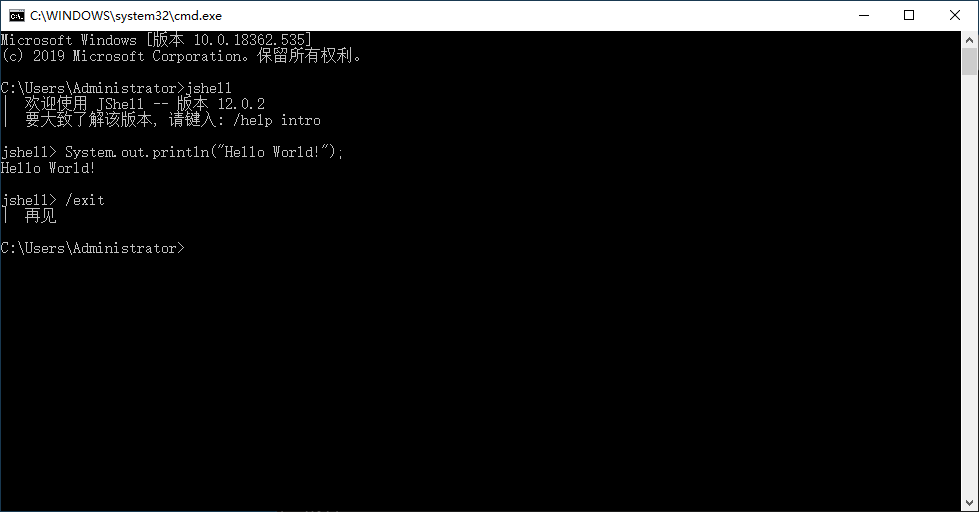 C:\WINDOWS\system32\cmd.exe
Microsoft Windows [版本 10.0.18362.535]
(c) 2019 Microsoft Corporation。保留所有权利。
C:\Users\Administrator>jshell
|  欢迎使用 JShell -- 版本 12.0.2
|  要大致了解该版本, 请键入: /help intro
jshell> System.out.println("Hello World!");
Hello World!
jshell> /exit
|  再见
C:\Users\Administrator>